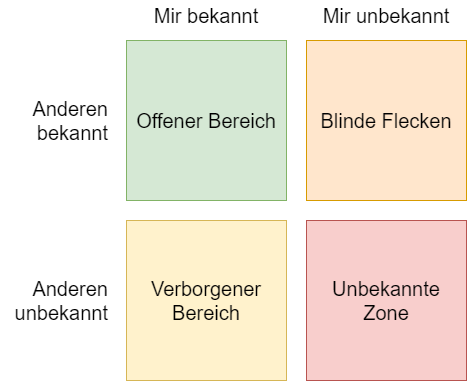 Mir bekannt
Mir unbekannt
Anderen
bekannt
Offener Bereich
Blinde Flecken
Anderen
unbekannt
Verborgener
Bereich
Unbekannte
Zone